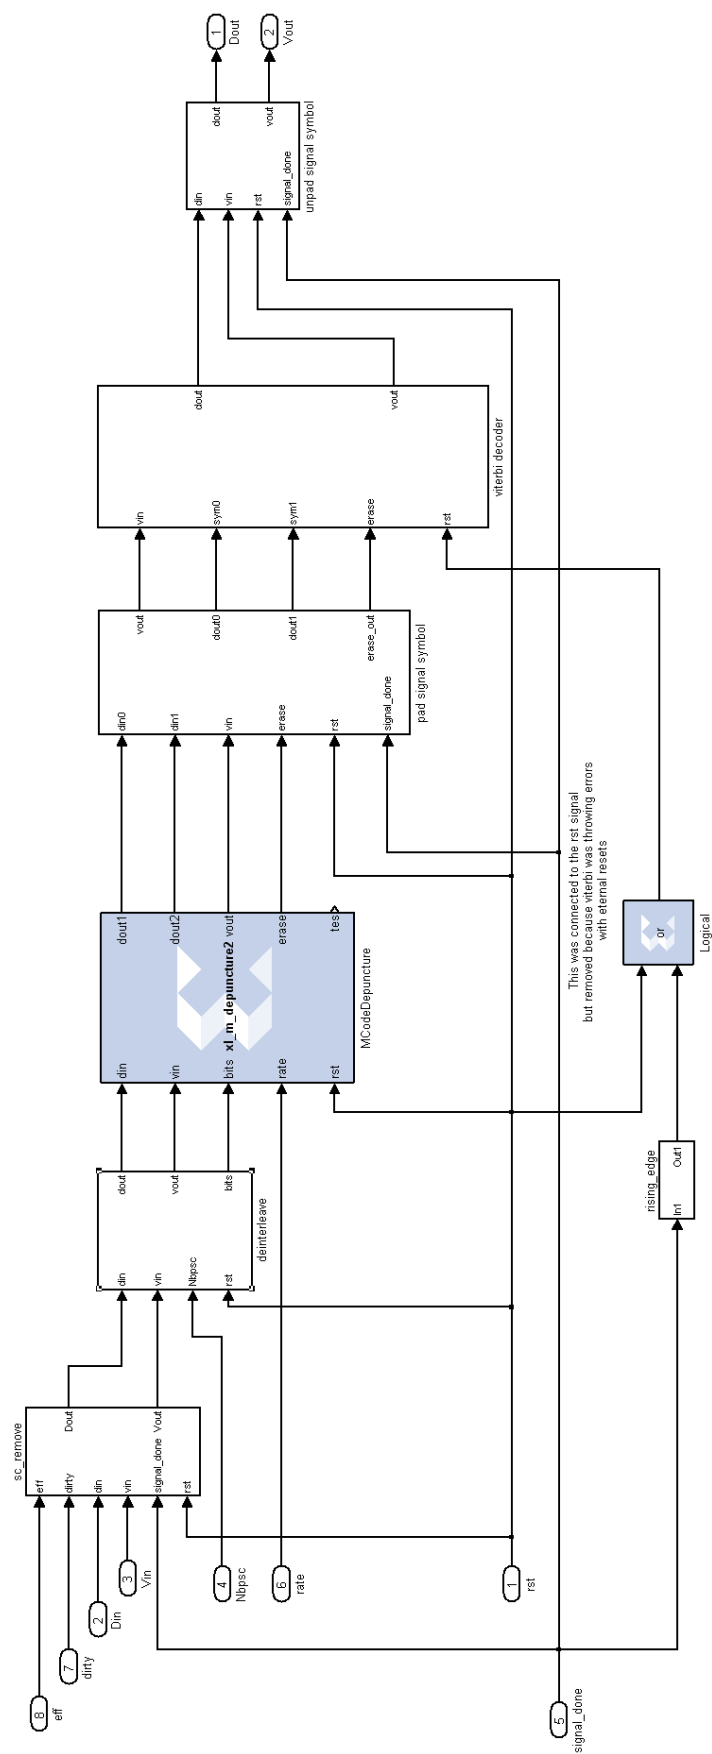 8
eff
7
dirty
2
Din
3
Vin
4
Nbpsc
6
rate
1
rst
5
signal_done
sc_remove
eff
dirty
din
vin
signal_done
rst
Dout
Vout
deinterleave
din
vin
Nbpsc
rst
dout
vout
bits
MCodeDepuncture
xl_m_depuncture2
din
vin
bits
rate
rst
dout1
dout2
vout
erase
tes
rising_edge
In1
Out1
or
Logical
This was connected to the rst signal
but removed because viterbi was throwing errors
with eternal resets
pad signal symbol
din0
din1
vin
erase
rst
signal_done
vout
dout0
dout1
erase_out
viterbi decoder
vin
sym0
sym1
erase
rst
dout
vout
unpad signal symbol
din
vin
rst
signal_done
dout
vout
1
Dout
2
Vout